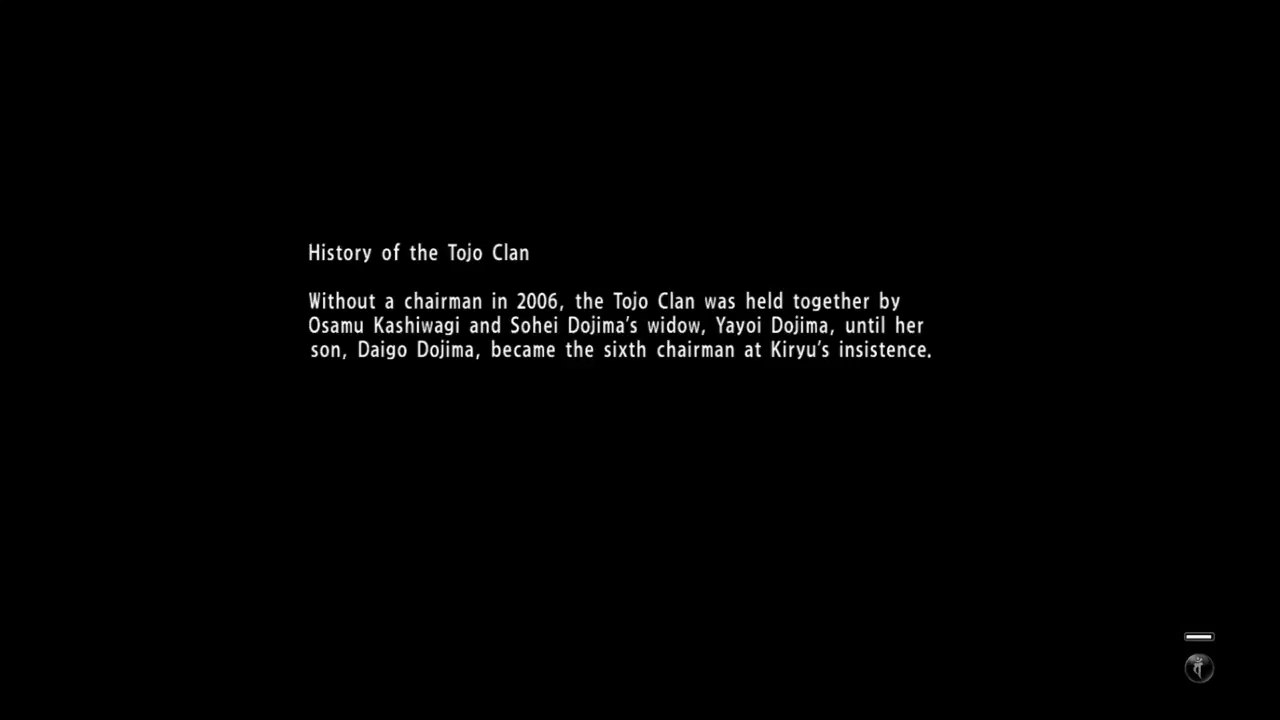 History of the Tojo Clan
Without a chairman in 2006, the Tojo Clan was held together by
Osamu Kashiwagi and Sohei Dojima's widow, Yayoi Dojima, until her
son, Daigo Dojima, became the sixth chairman at Kiryu's insistence.